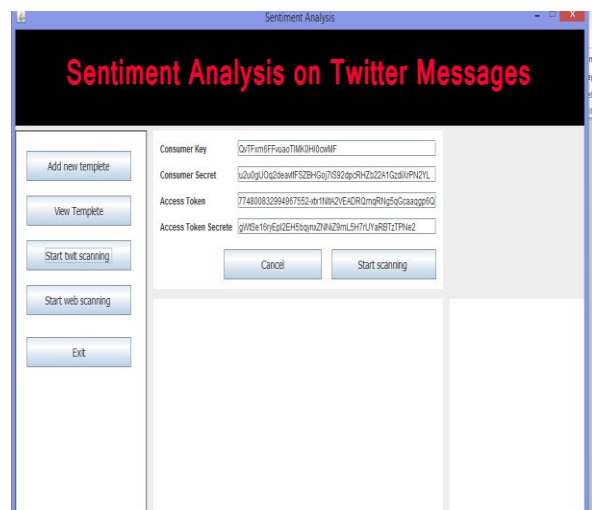 Sentiment Analysis
Sentiment Analysis on Twitter Messages
Add new templete
View Templete
Start twit scanning
Start web scanning
Exit
Consumer Key
Consumer Secret
Access Token
Access Token Secrete
Cancel
Start scanning